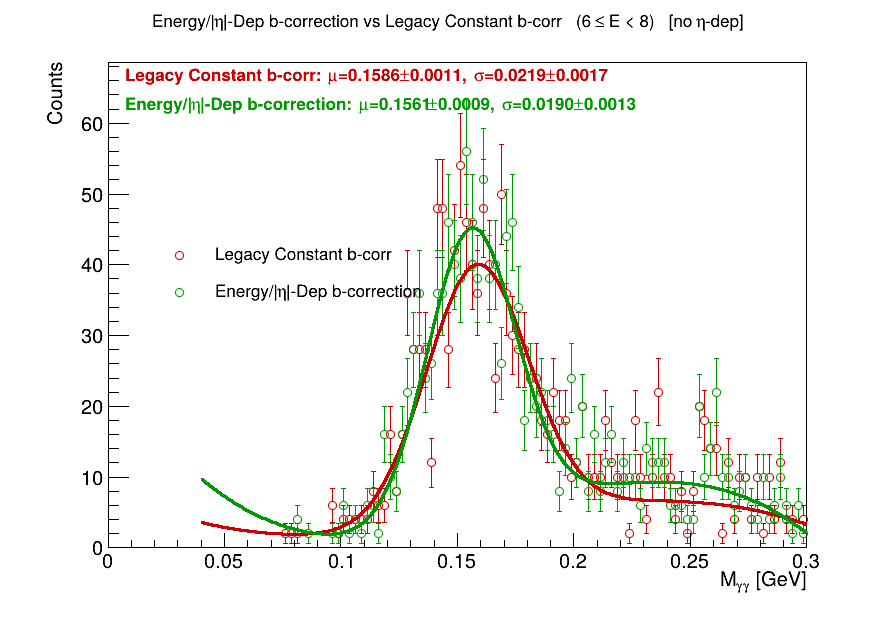 Energy/|η|-Dep b-correction vs Legacy Constant b-corr (6 ≤ E < 8) [no η-dep]
Counts
Legacy Constant b-corr: μ=0.1586±0.0011, σ=0.0219±0.0017
Energy/|η|-Dep b-correction: μ=0.1561±0.0009, σ=0.0190±0.0013
60
50
Legacy Constant b-corr
40
Energy/|η|-Dep b-correction
30
20
10
0
0 0.05 0.1 0.15 0.2 0.25 0.3
M_γγ [GeV]